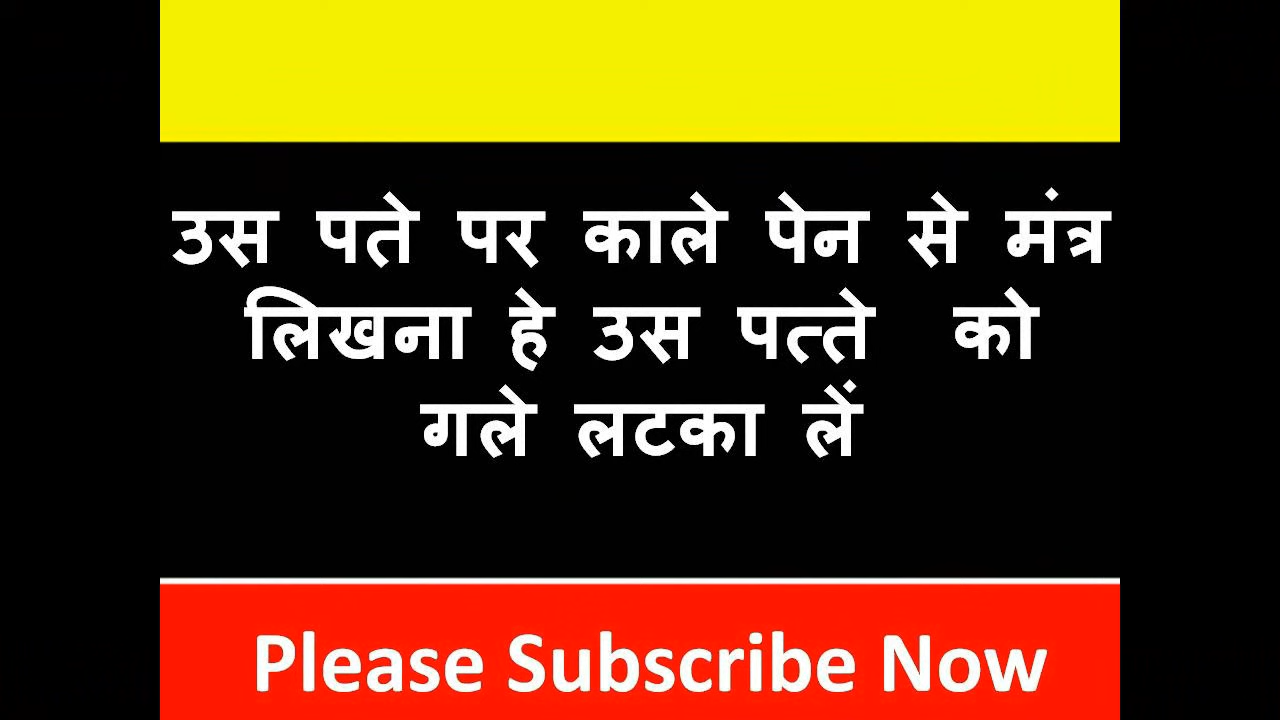 उस पते पर काले पेन से मंत्र
लिखना हे उस पत्ते को
गले लटका लें
Please Subscribe Now